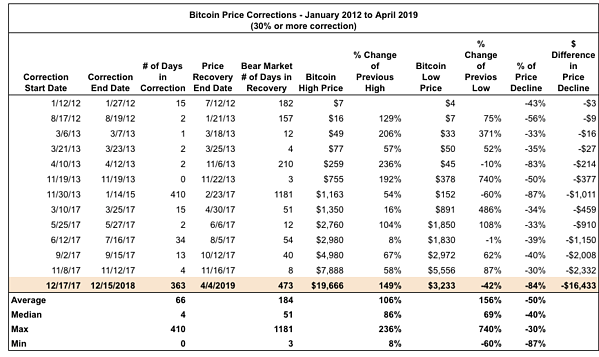 Bitcoin Price Corrections - January 2012 to April 2019
(30% or more correction)
Correction Start Date | Correction End Date | # of Days in Correction | Price Recovery End Date | Bear Market # of Days in Recovery | Bitcoin High Price | % Change of Previous High | Bitcoin Low Price | % Change of Previos Low | % of Price Decline | $ Difference in Price Decline
1/12/12 1/27/12 15 7/12/12 182 $7 $4 -43% -$3
8/17/12 8/19/12 2 1/21/13 157 $16 129% $7 75% -56% -$9
3/6/13 3/7/13 1 3/18/13 12 $49 206% $33 371% -33% -$16
3/21/13 3/23/13 2 3/25/13 4 $77 57% $50 52% -35% -$27
4/10/13 4/12/13 2 11/6/13 210 $259 236% $45 -10% -83% -$214
11/19/13 11/19/13 0 11/22/13 3 $755 192% $378 740% -50% -$377
11/30/13 1/14/15 410 2/23/17 1181 $1,163 54% $152 -60% -87% -$1,011
3/10/17 3/25/17 15 4/30/17 51 $1,350 16% $891 486% -34% -$459
5/25/17 5/27/17 2 6/6/17 12 $2,760 104% $1,850 108% -33% -$910
6/12/17 7/16/17 34 8/5/17 54 $2,980 8% $1,830 -1% -39% -$1,150
9/2/17 9/15/17 13 10/12/17 40 $4,980 67% $2,972 62% -40% -$2,008
11/8/17 11/12/17 4 11/16/17 8 $7,888 58% $5,556 87% -30% -$2,332
12/17/17 12/15/2018 363 4/4/2019 473 $19,666 149% $3,233 -42% -84% -$16,433
Average 66 184 106% 156% -50%
Median 4 51 86% 69% -40%
Max 410 1181 236% 740% -30%
Min 0 3 8% -60% -87%